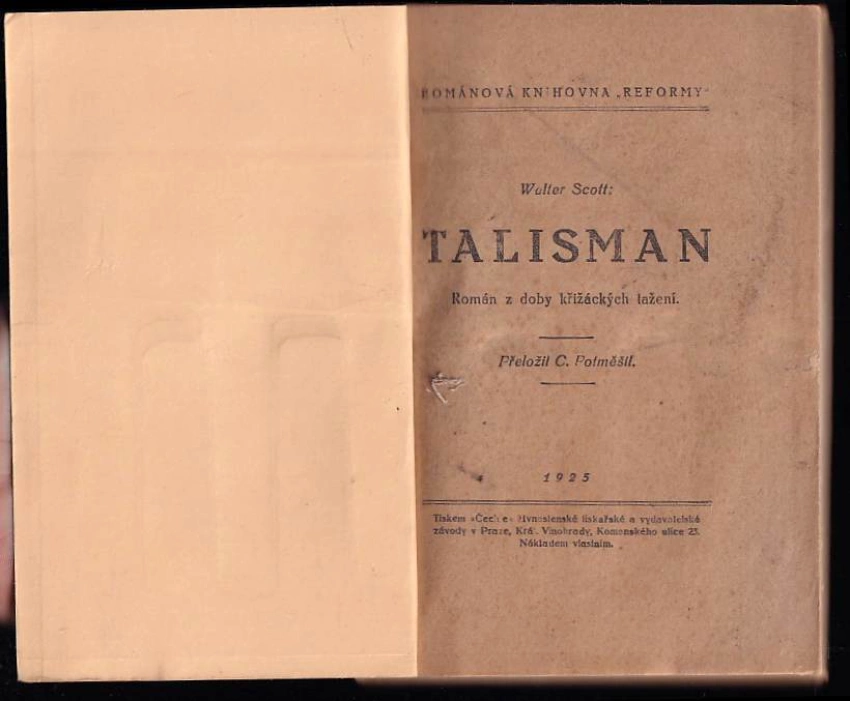 ROMÁNOVÁ KNIHOVNA „REFORMY“
Walter Scott:
TALISMAN
Román z doby křižáckých tažení.
Přeložil C. Potměšil.
1925
Tiskem »Čechie« živnostenské tiskařské a vydavatelské
závody v Praze, Král. Vinohrady, Komenského ulice 23.
Nákladem vlastním.